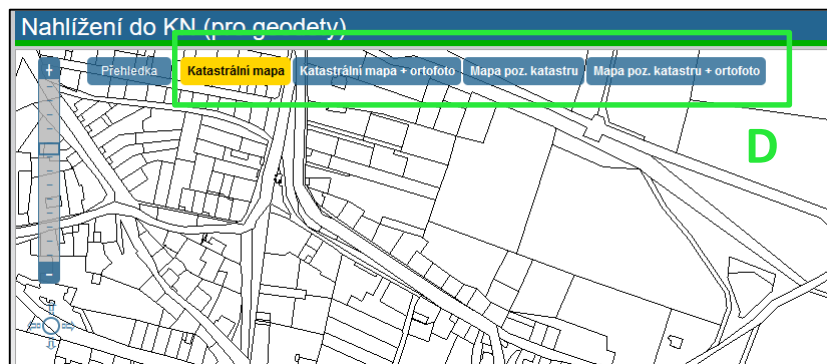 Nahlížení do KN (pro geodety)
+
Přehledka
Katastrální mapa
Katastrální mapa + ortofoto
Mapa poz. katastru
Mapa poz. katastru + ortofoto
D
-